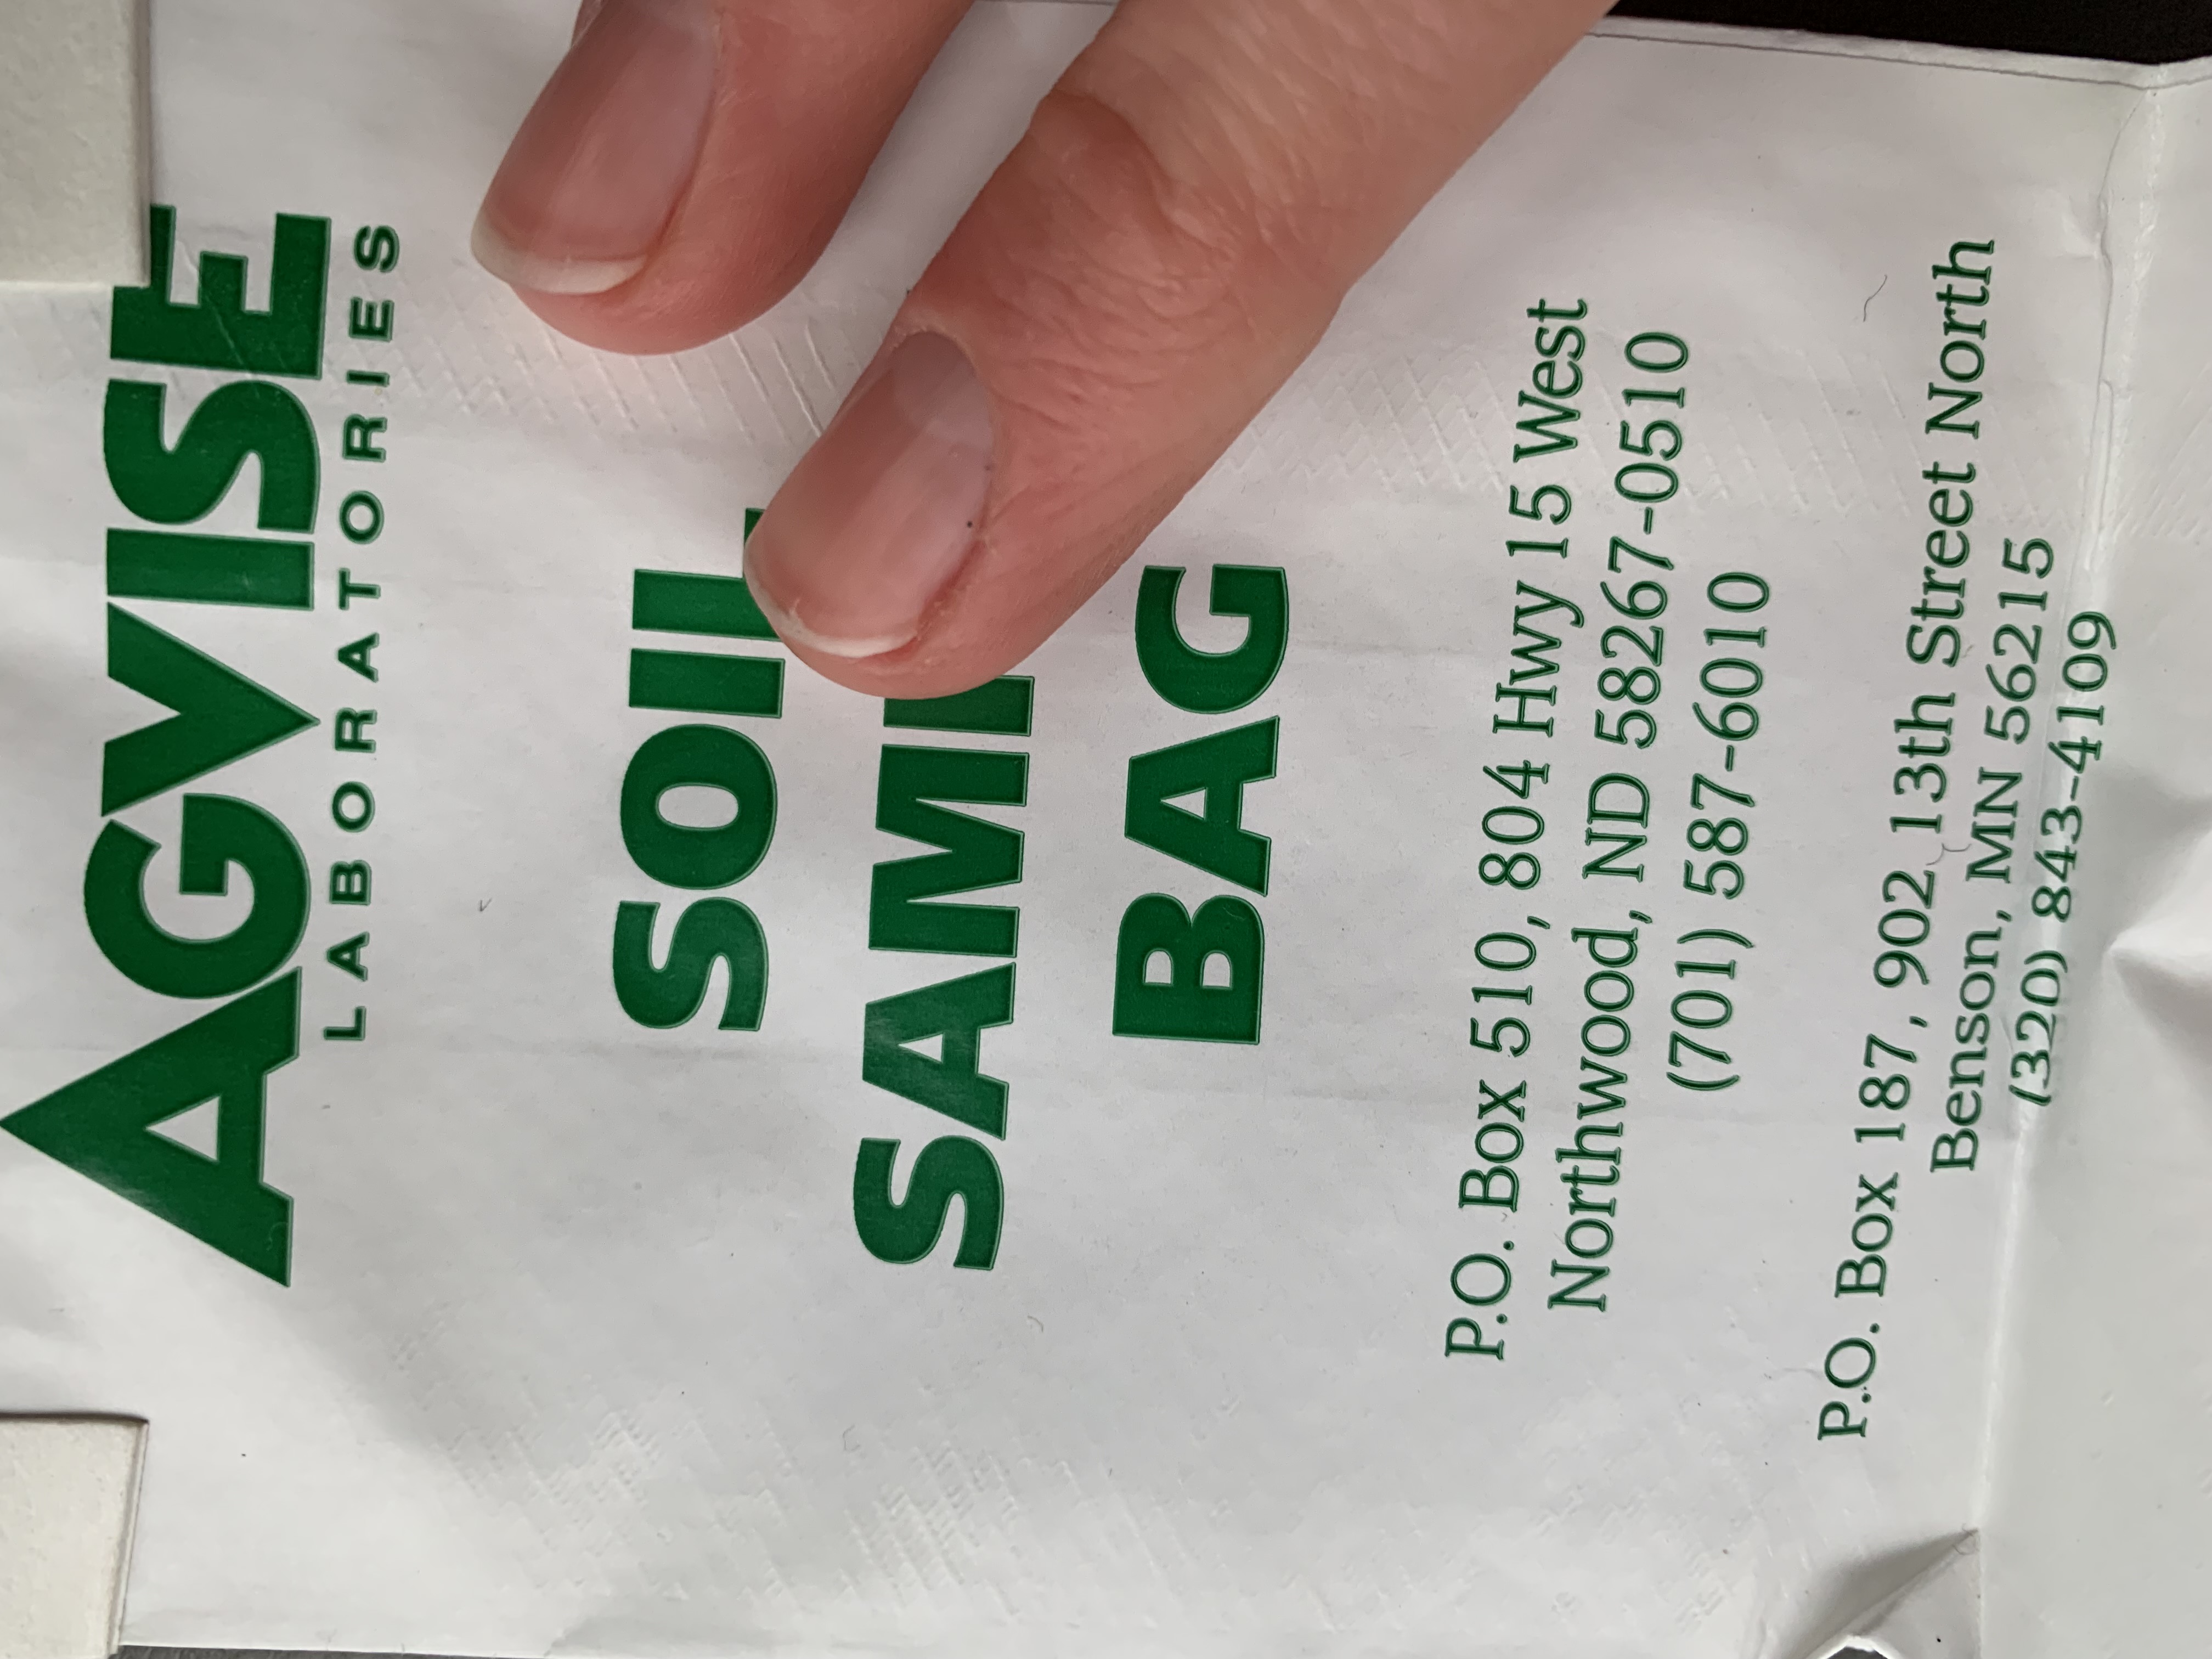 AGVISE
LABORATORIES
SOIL
BAG
P.O. Box 510, 804 Hwy 15 West
Northwood, ND 58267-0510
(701) 587-6010
P.O. Box 187, 902 13th Street North
Benson, MN 56215
(320) 843-4109